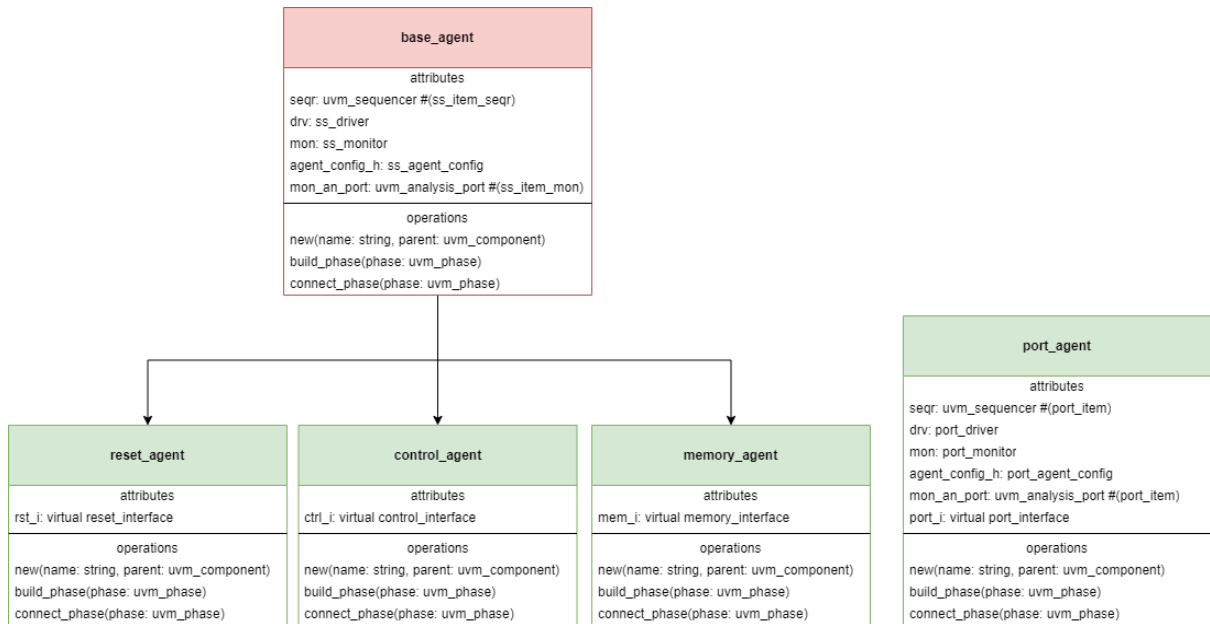 base_agent
attributes
seqr: uvm_sequencer #(ss_item_seqr)
drv: ss_driver
mon: ss_monitor
agent_config_h: ss_agent_config
mon_an_port: uvm_analysis_port #(ss_item_mon)
operations
new(name: string, parent: uvm_component)
build_phase(phase: uvm_phase)
connect_phase(phase: uvm_phase)
reset_agent
attributes
rst_i: virtual reset_interface
operations
new(name: string, parent: uvm_component)
build_phase(phase: uvm_phase)
connect_phase(phase: uvm_phase)
control_agent
attributes
ctrl_i: virtual control_interface
operations
new(name: string, parent: uvm_component)
build_phase(phase: uvm_phase)
connect_phase(phase: uvm_phase)
memory_agent
attributes
mem_i: virtual memory_interface
operations
new(name: string, parent: uvm_component)
build_phase(phase: uvm_phase)
connect_phase(phase: uvm_phase)
port_agent
attributes
seqr: uvm_sequencer #(port_item)
drv: port_driver
mon: port_monitor
agent_config_h: port_agent_config
mon_an_port: uvm_analysis_port #(port_item)
port_i: virtual port_interface
operations
new(name: string, parent: uvm_component)
build_phase(phase: uvm_phase)
connect_phase(phase: uvm_phase)